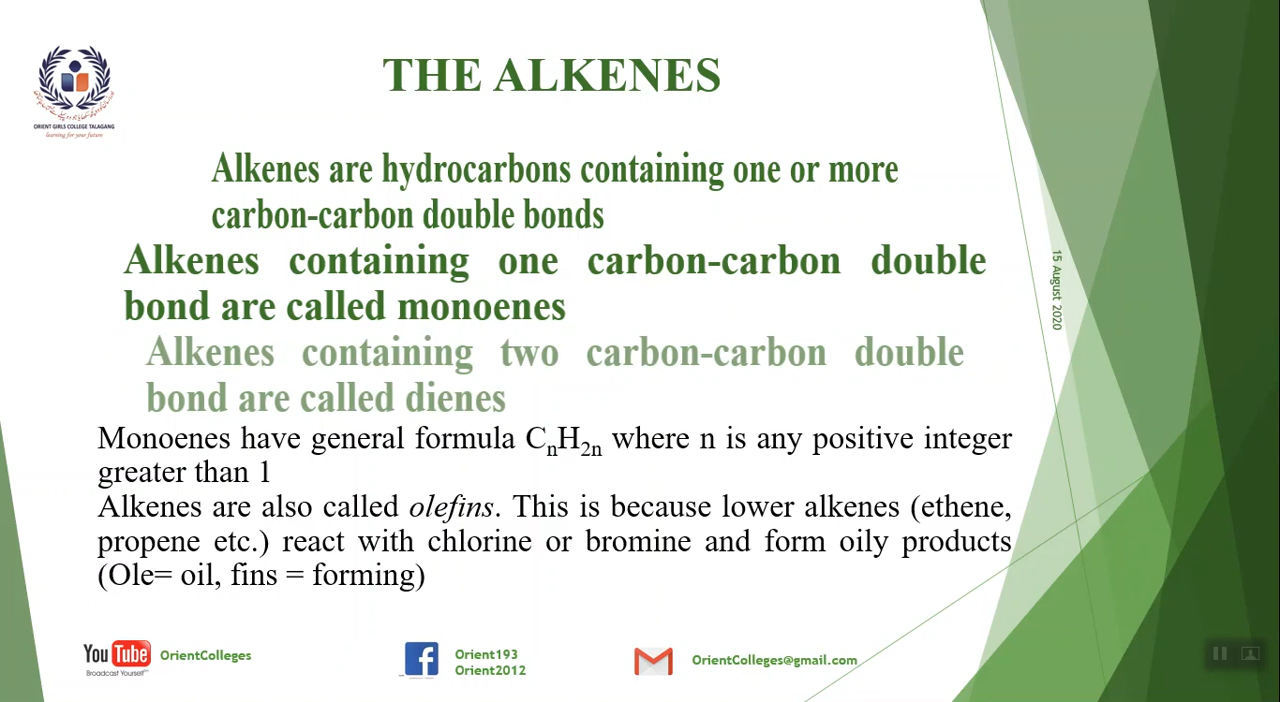 THE ALKENES
ORIENT GIRLS COLLEGE TALAGANG
learning for your future
Alkenes are hydrocarbons containing one or more
carbon-carbon double bonds
Alkenes containing one carbon-carbon double
bond are called monoenes
Alkenes containing two carbon-carbon double
bond are called dienes
Monoenes have general formula CnH2n where n is any positive integer
greater than 1
Alkenes are also called olefins. This is because lower alkenes (ethene,
propene etc.) react with chlorine or bromine and form oily products
(Ole= oil, fins = forming)
15 August 2020
YouTube
Broadcast Yourself™
OrientColleges
f
Orient193
Orient2012
OrientColleges@gmail.com